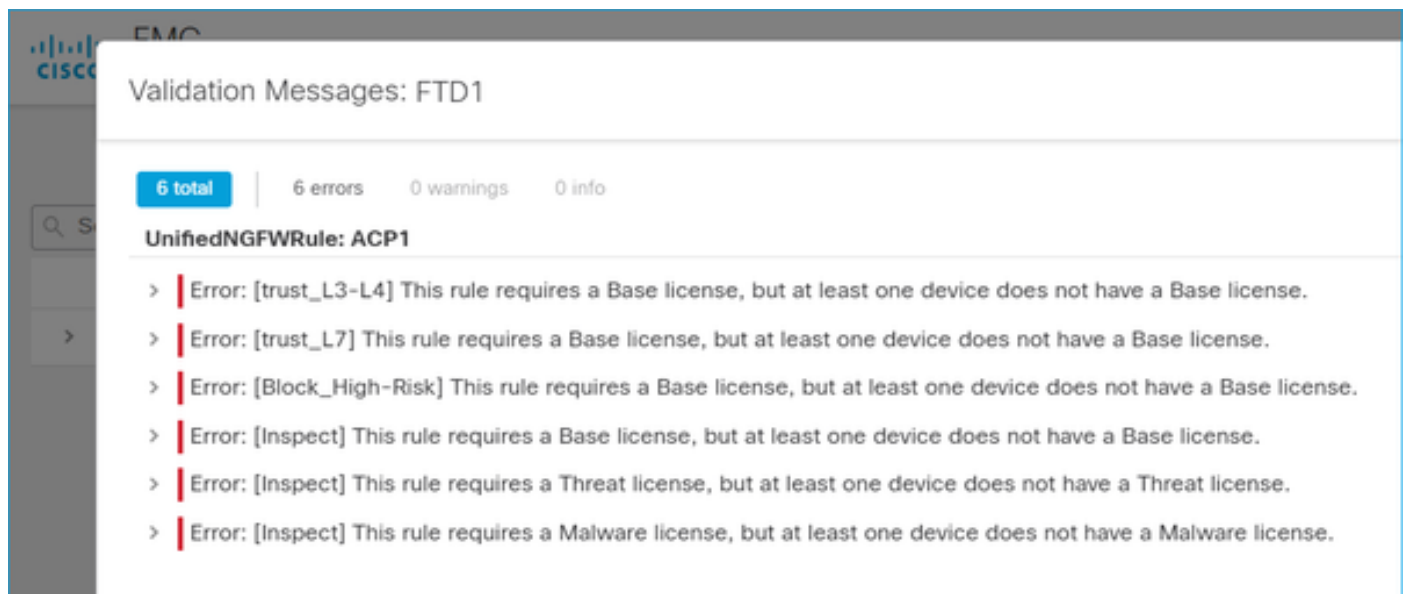 FMC
CISCO
Validation Messages: FTD1
6 total
6 errors
0 warnings
0 info
UnifiedNGFWRule: ACP1
> Error: [trust_L3-L4] This rule requires a Base license, but at least one device does not have a Base license.
> Error: [trust_L7] This rule requires a Base license, but at least one device does not have a Base license.
> Error: [Block_High-Risk] This rule requires a Base license, but at least one device does not have a Base license.
> Error: [Inspect] This rule requires a Base license, but at least one device does not have a Base license.
> Error: [Inspect] This rule requires a Threat license, but at least one device does not have a Threat license.
> Error: [Inspect] This rule requires a Malware license, but at least one device does not have a Malware license.